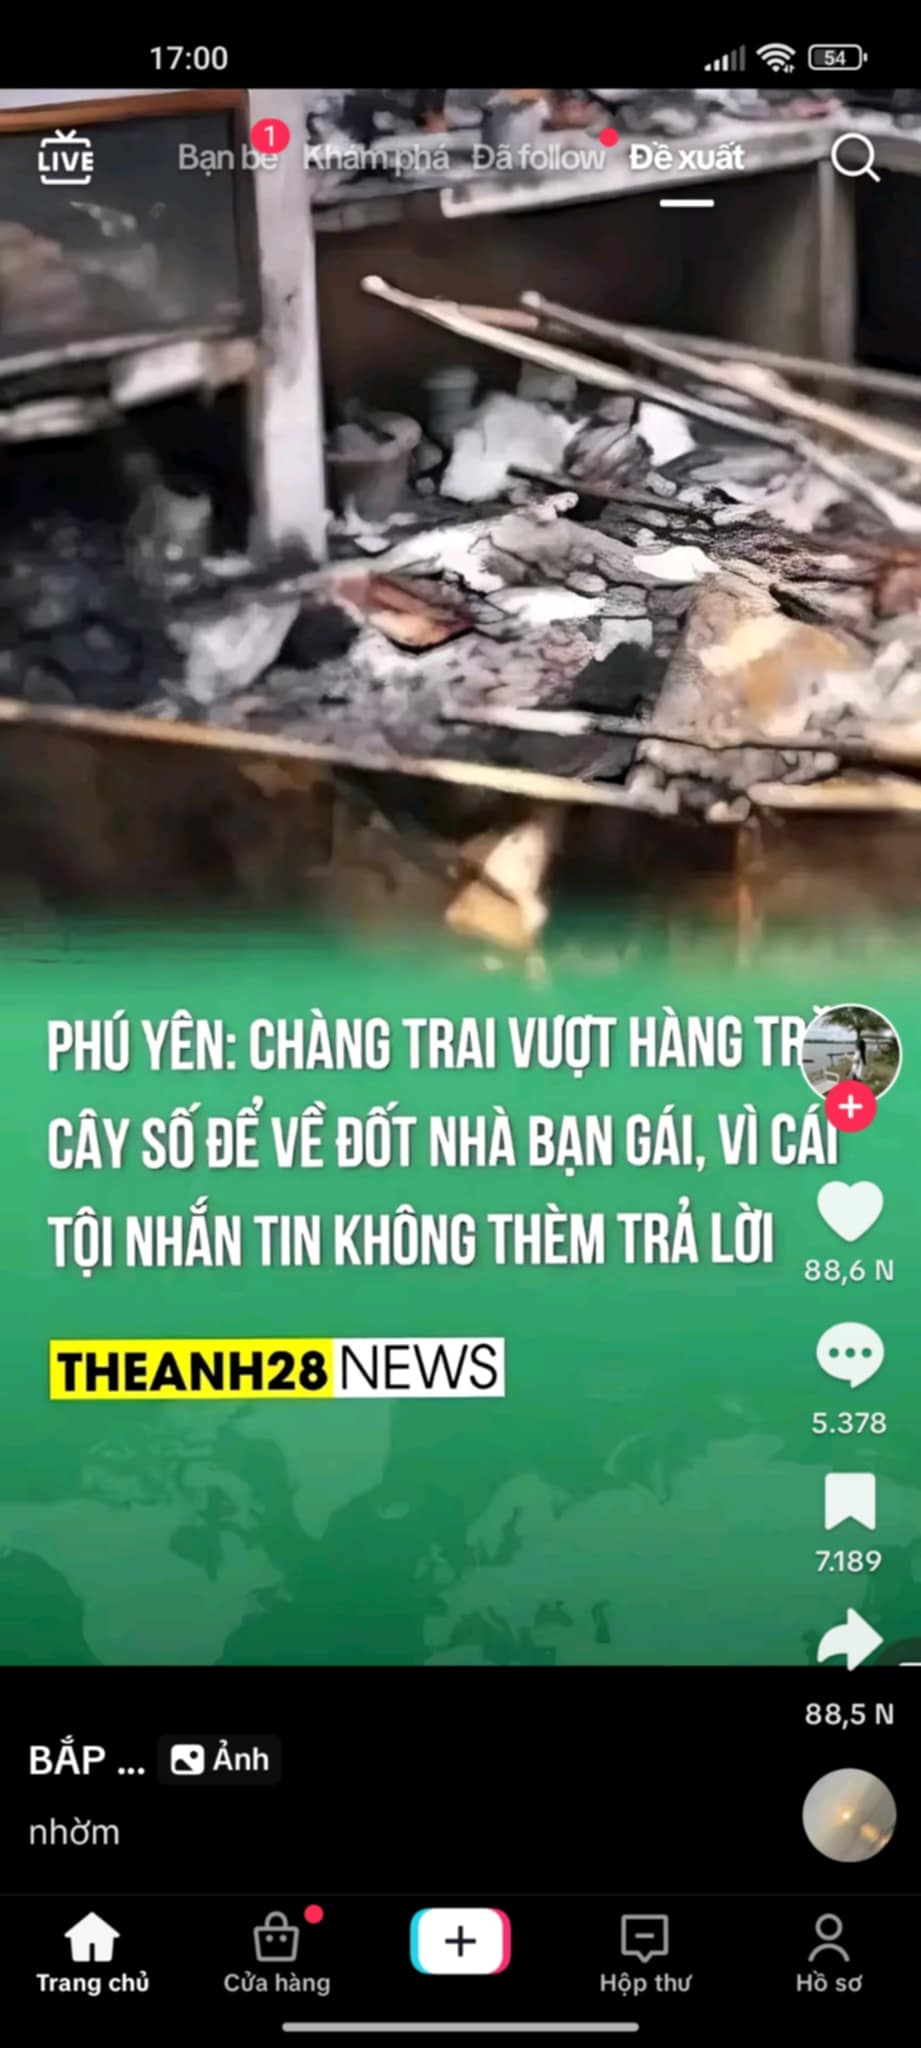 17:00
54
LIVE
Bạn bè
1
Khám phá
Đã follow
Đề xuất
PHÚ YÊN: CHÀNG TRAI VƯỢT HÀNG
CÂY SỐ ĐỂ VỀ ĐỐT NHÀ BẠN GÁI, VÌ CÁI
TỘI NHẮN TIN KHÔNG THÈM TRẢ LỜI
THEANH28 NEWS
88,6 N
5.378
7.189
88,5 N
BẮP ...
Ảnh
nhờm
Trang chủ
Cửa hàng
Hộp thư
Hồ sơ